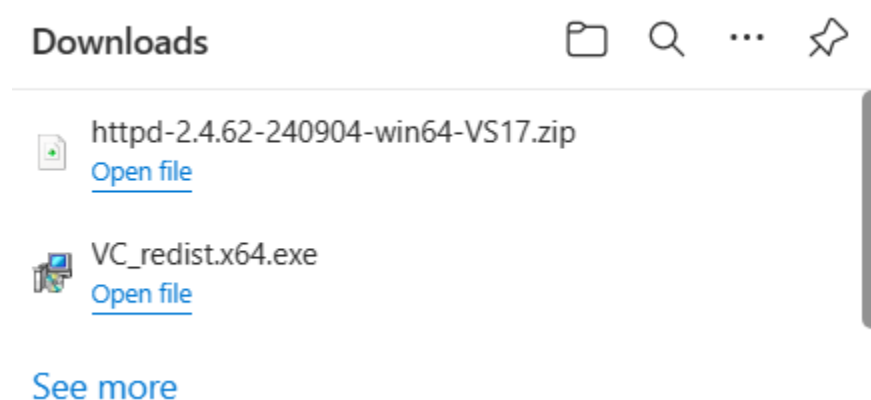 Downloads
httpd-2.4.62-240904-win64-VS17.zip
Open file
VC_redist.x64.exe
Open file
See more